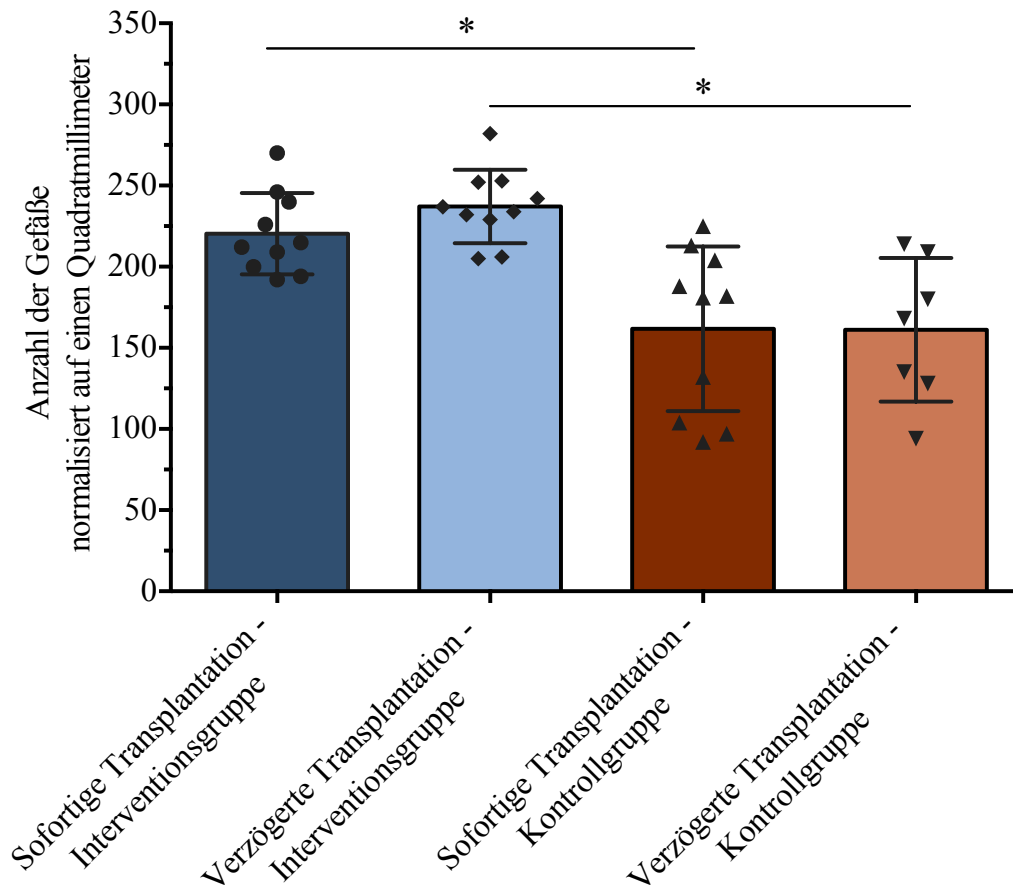 Anzahl der Gefäße
normalisiert auf einen Quadratmillimeter
350
300
250
200
150
100
50
0
*
*
Sofortige Transplantation -
Interventionsgruppe
Verzögerte Transplantation -
Interventionsgruppe
Sofortige Transplantation -
Kontrollgruppe
Verzögerte Transplantation -
Kontrollgruppe